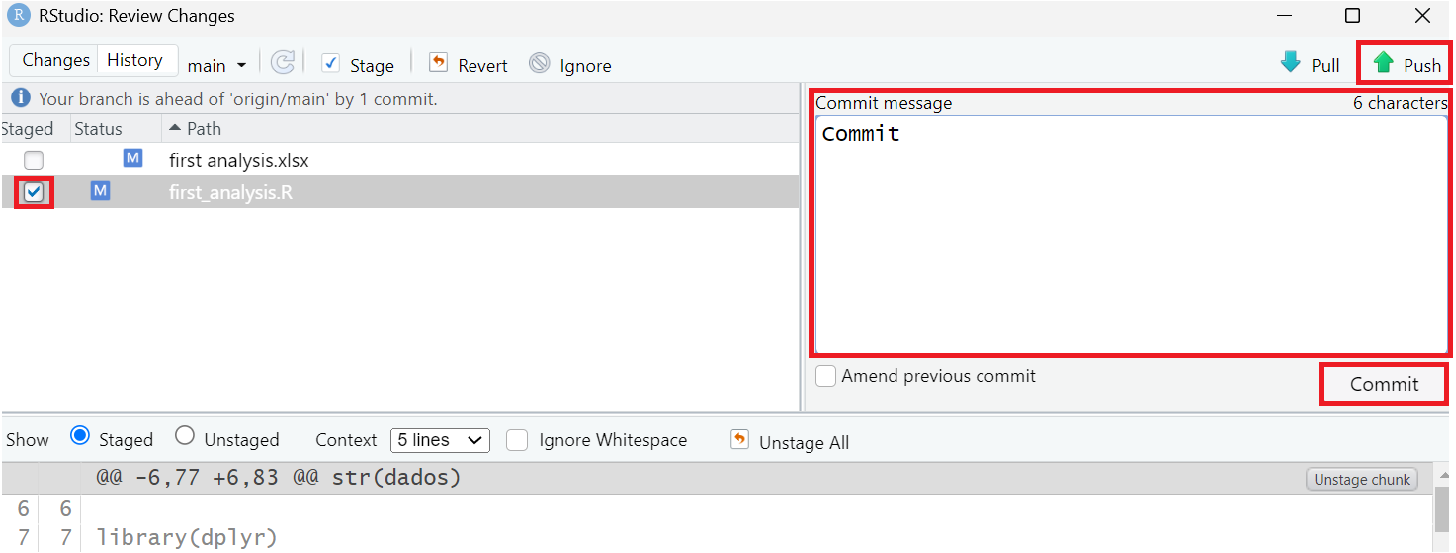 R RStudio: Review Changes
Changes History main Stage Revert Ignore Pull Push
Your branch is ahead of 'origin/main' by 1 commit.
Staged Status Path
M first analysis.xlsx
M first_analysis.R
Commit message 6 characters
Commit
Amend previous commit Commit
Show Staged Unstaged Context 5 lines Ignore Whitespace Unstage All
@@ -6,77 +6,83 @@ str(dados) Unstage chunk
6 6
7 7 library(dplyr)